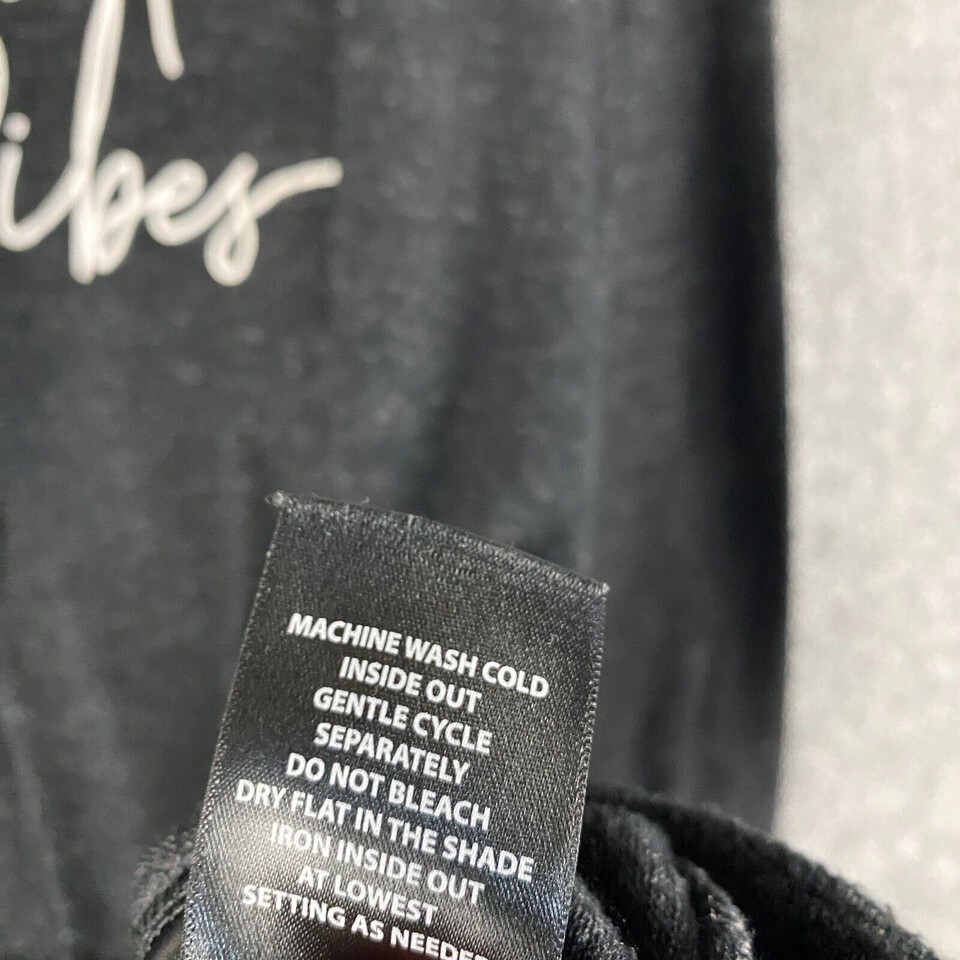 Vibes
MACHINE WASH COLD
INSIDE OUT
GENTLE CYCLE
SEPARATELY
DO NOT BLEACH
DRY FLAT IN THE SHADE
IRON INSIDE OUT
AT LOWEST
SETTING AS NEEDED